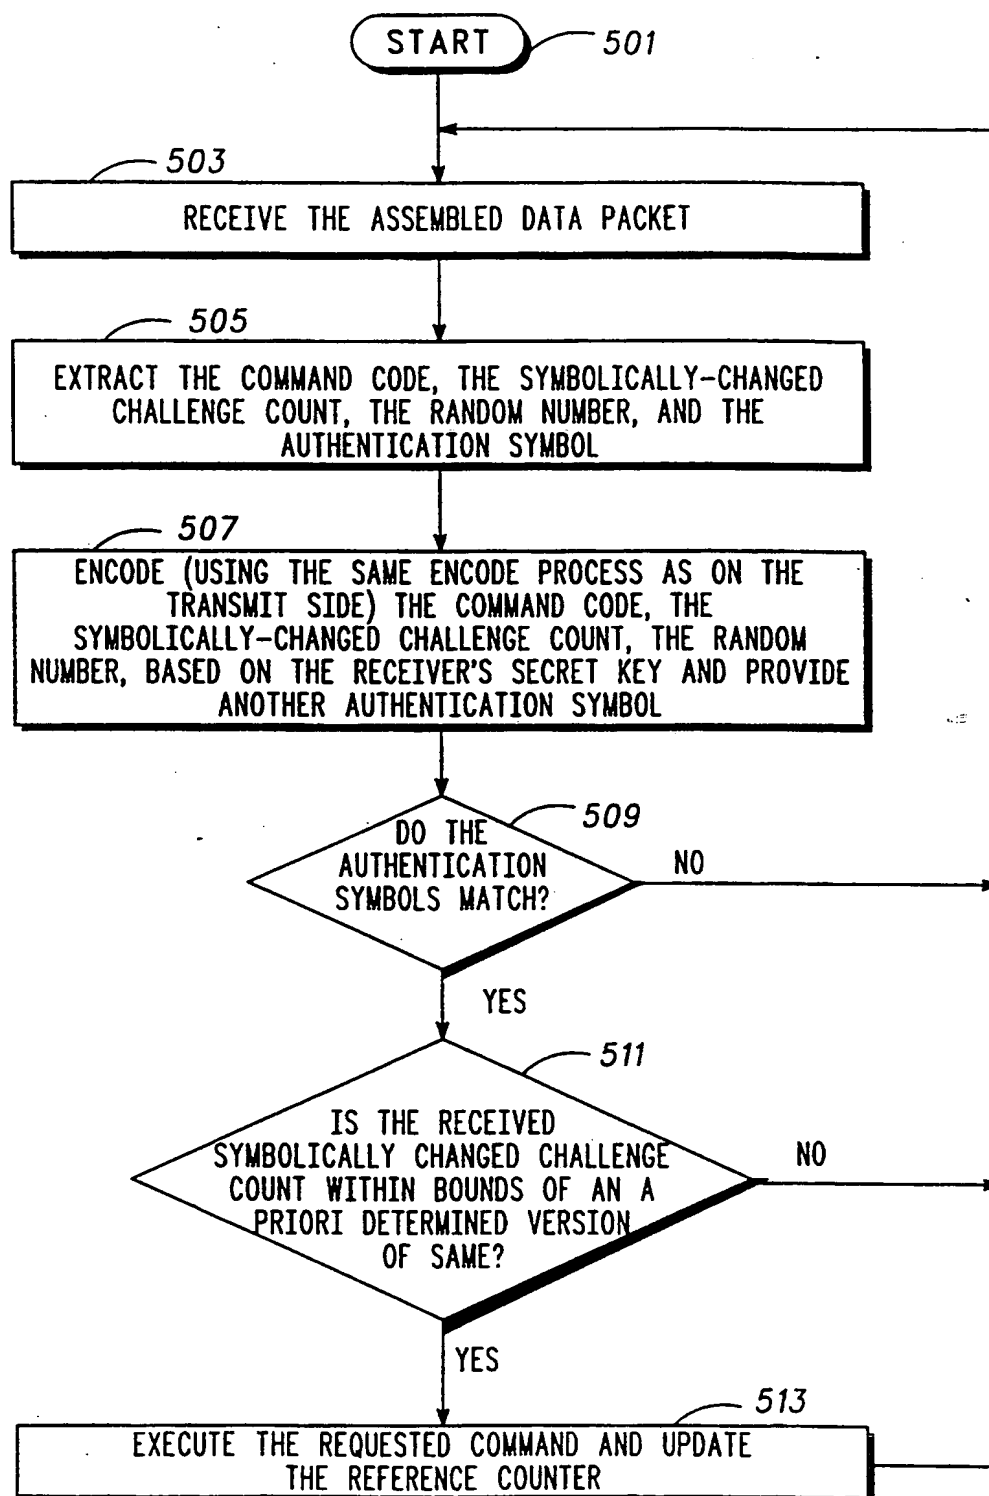 START
501
503
RECEIVE THE ASSEMBLED DATA PACKET
505
EXTRACT THE COMMAND CODE, THE SYMBOLICALLY-CHANGED
CHALLENGE COUNT, THE RANDOM NUMBER, AND THE
AUTHENTICATION SYMBOL
507
ENCODE (USING THE SAME ENCODE PROCESS AS ON THE
TRANSMIT SIDE) THE COMMAND CODE, THE
SYMBOLICALLY-CHANGED CHALLENGE COUNT, THE RANDOM
NUMBER, BASED ON THE RECEIVER'S SECRET KEY AND PROVIDE
ANOTHER AUTHENTICATION SYMBOL
509
DO THE
AUTHENTICATION
SYMBOLS MATCH?
NO
YES
511
IS THE RECEIVED
SYMBOLICALLY CHANGED CHALLENGE
COUNT WITHIN BOUNDS OF AN A
PRIORI DETERMINED VERSION
OF SAME?
NO
YES
513
EXECUTE THE REQUESTED COMMAND AND UPDATE
THE REFERENCE COUNTER